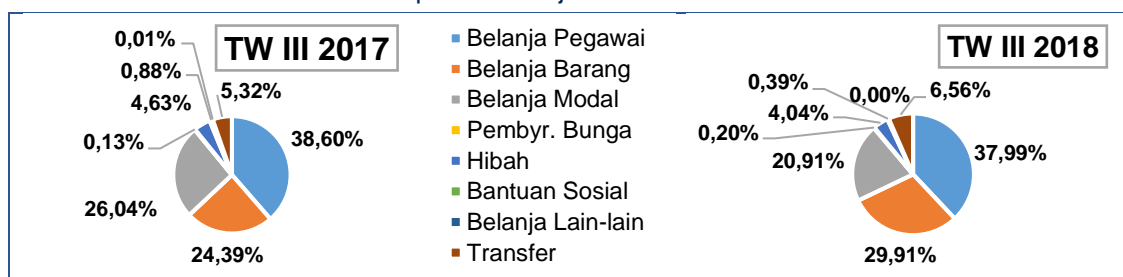 TW III 2017
0,01%
0,88%
4,63%
5,32%
0,13%
38,60%
26,04%
24,39%
Belanja Pegawai
Belanja Barang
Belanja Modal
Pembyr. Bunga
Hibah
Bantuan Sosial
Belanja Lain-lain
Transfer
TW III 2018
0,39%
0,00%
6,56%
4,04%
0,20%
20,91%
37,99%
29,91%